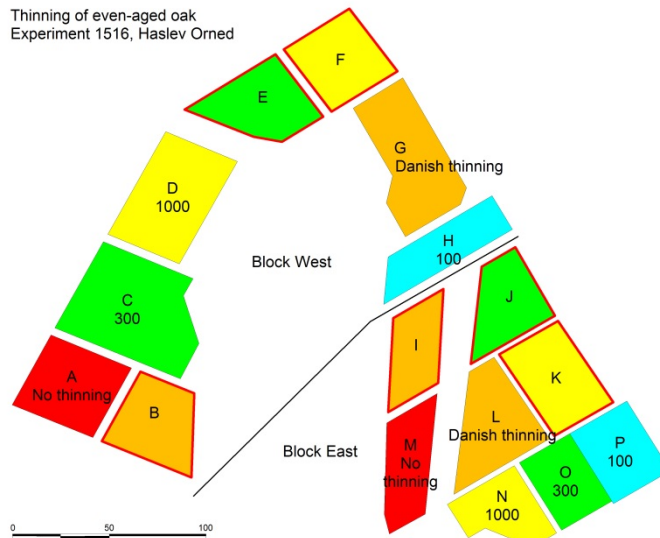 Thinning of even-aged oak
Experiment 1516, Haslev Orned
F
E
G
Danish thinning
D
1000
H
100
Block West
C
300
J
I
A
No thinning
B
K
L
Danish thinning
M
No
thinning
Block East
P
100
O
300
N
1000
0 50 100